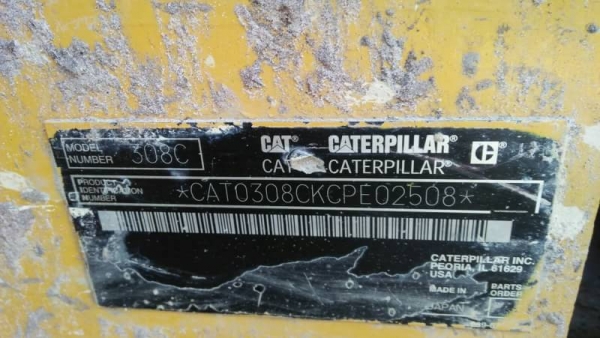 MODEL NUMBER 308C
CAT® CATERPILLAR® C
CAT CATERPILLAR®
PRODUCT IDENTIFICATION NUMBER *CAT0308CKCPE02508*
CATERPILLAR INC.
PEORIA, IL 61629
USA
MADE IN PARTS ORDER
JAPAN